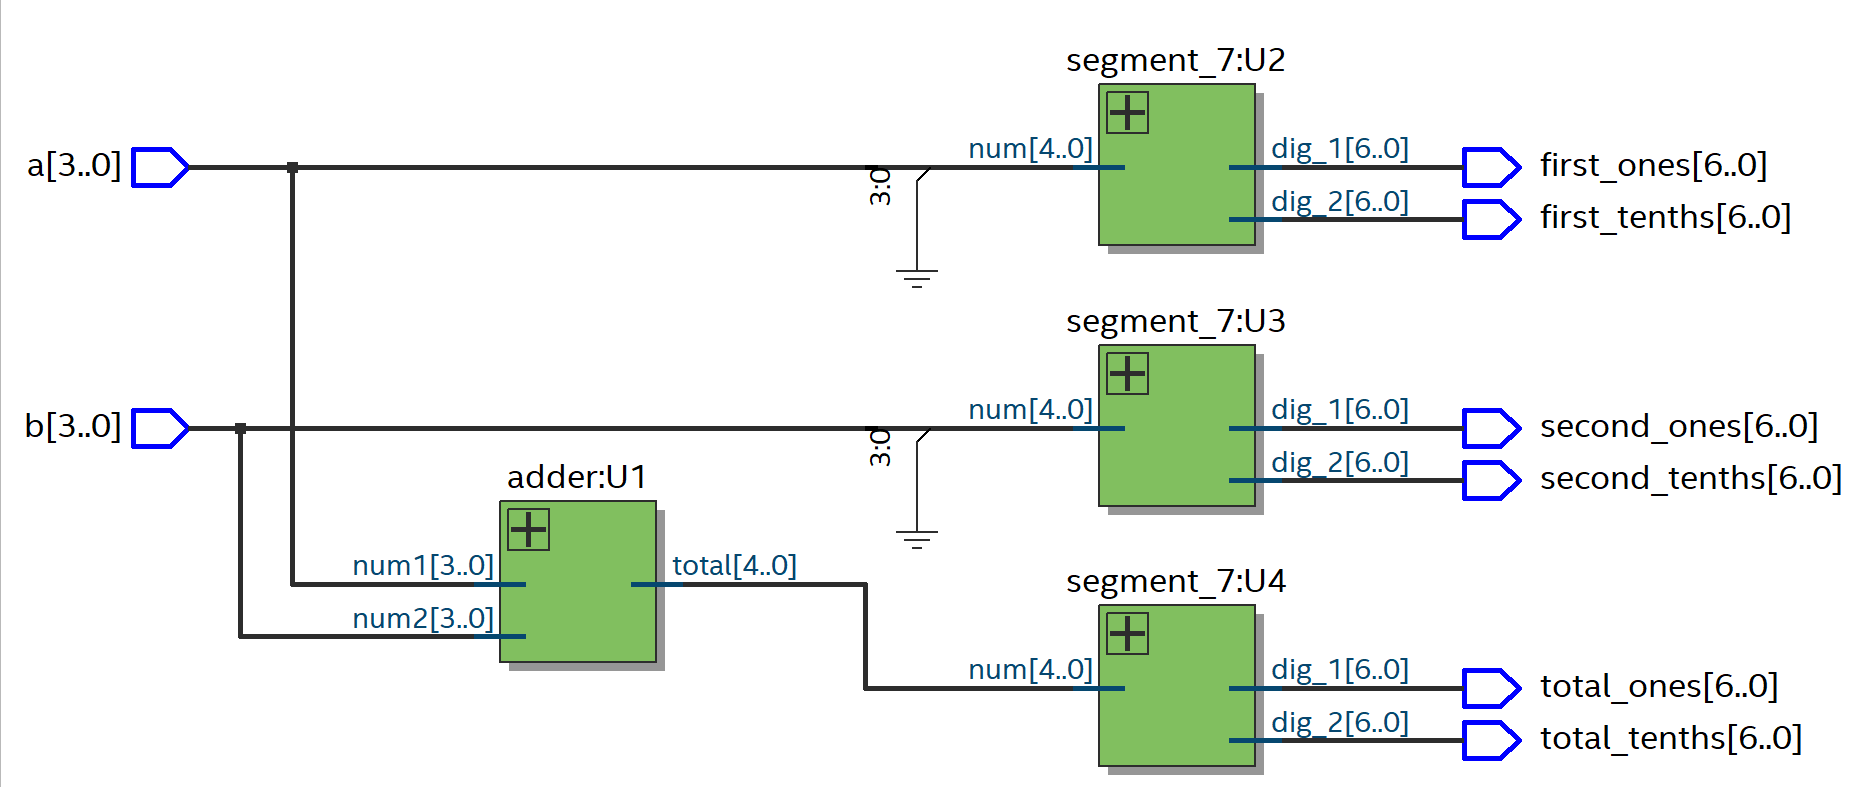 segment_7:U2
a[3..0]
3:0
num[4..0]
dig_1[6..0]
first_ones[6..0]
dig_2[6..0]
first_tenths[6..0]
segment_7:U3
b[3..0]
3:0
num[4..0]
dig_1[6..0]
second_ones[6..0]
dig_2[6..0]
second_tenths[6..0]
adder:U1
num1[3..0]
total[4..0]
num2[3..0]
segment_7:U4
num[4..0]
dig_1[6..0]
total_ones[6..0]
dig_2[6..0]
total_tenths[6..0]